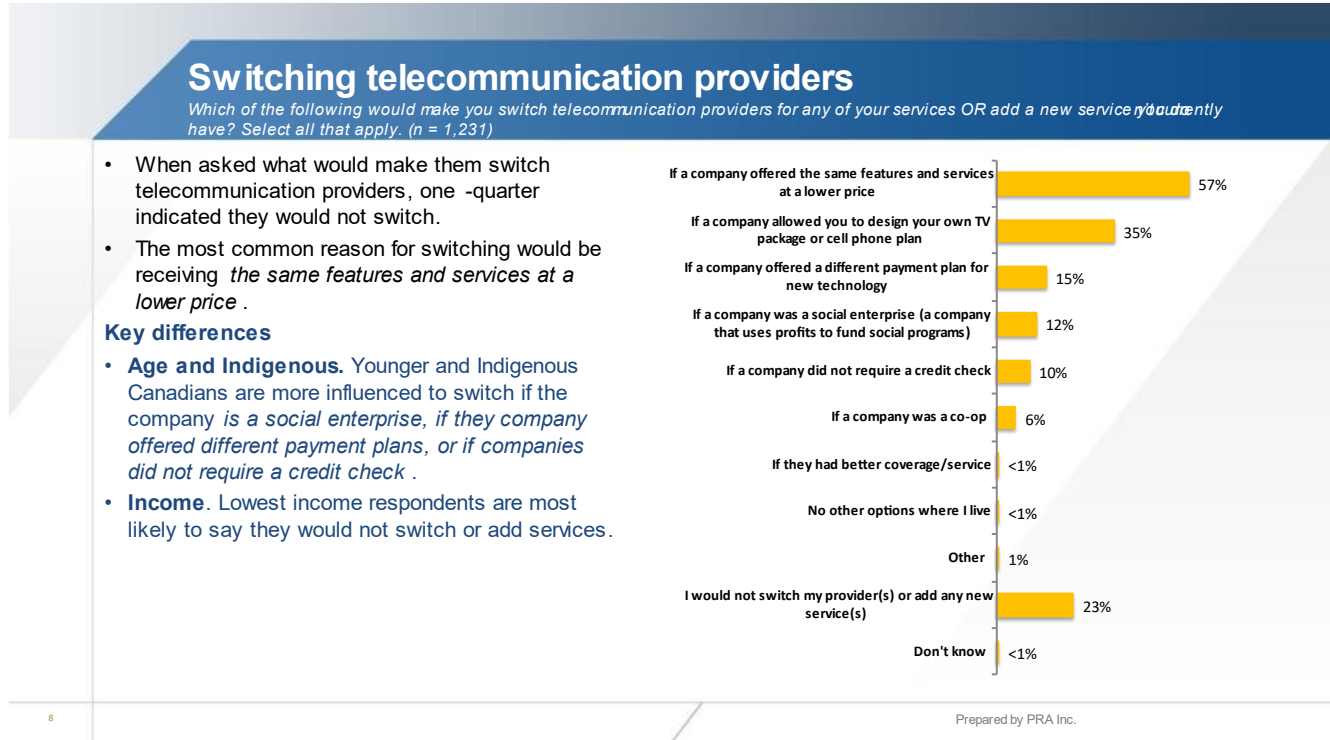 Switching telecommunication providers
Which of the following would make you switch telecommunication providers for any of your services OR add a new service
have? Select all that apply. (n = 1,231)
• When asked what would make them switch
telecommunication providers, one -quarter
indicated they would not switch.
• The most common reason for switching would be
receiving the same features and services at a
lower price .
Key differences
• Age and Indigenous. Younger and Indigenous
Canadians are more influenced to switch if the
company is a social enterprise, if they company
offered different payment plans, or if companies
did not require a credit check .
• Income. Lowest income respondents are most
likely to say they would not switch or add services.
If a company offered the same features and services
at a lower price
57%
If a company allowed you to design your own TV
package or cell phone plan
35%
If a company offered a different payment plan for
new technology
15%
If a company was a social enterprise (a company
that uses profits to fund social programs)
12%
If a company did not require a credit check
10%
If a company was a co-op
6%
If they had better coverage/service
<1%
No other options where I live
<1%
Other
1%
I would not switch my provider(s) or add any new
service(s)
23%
Don't know
<1%
8
Prepared by PRA Inc.